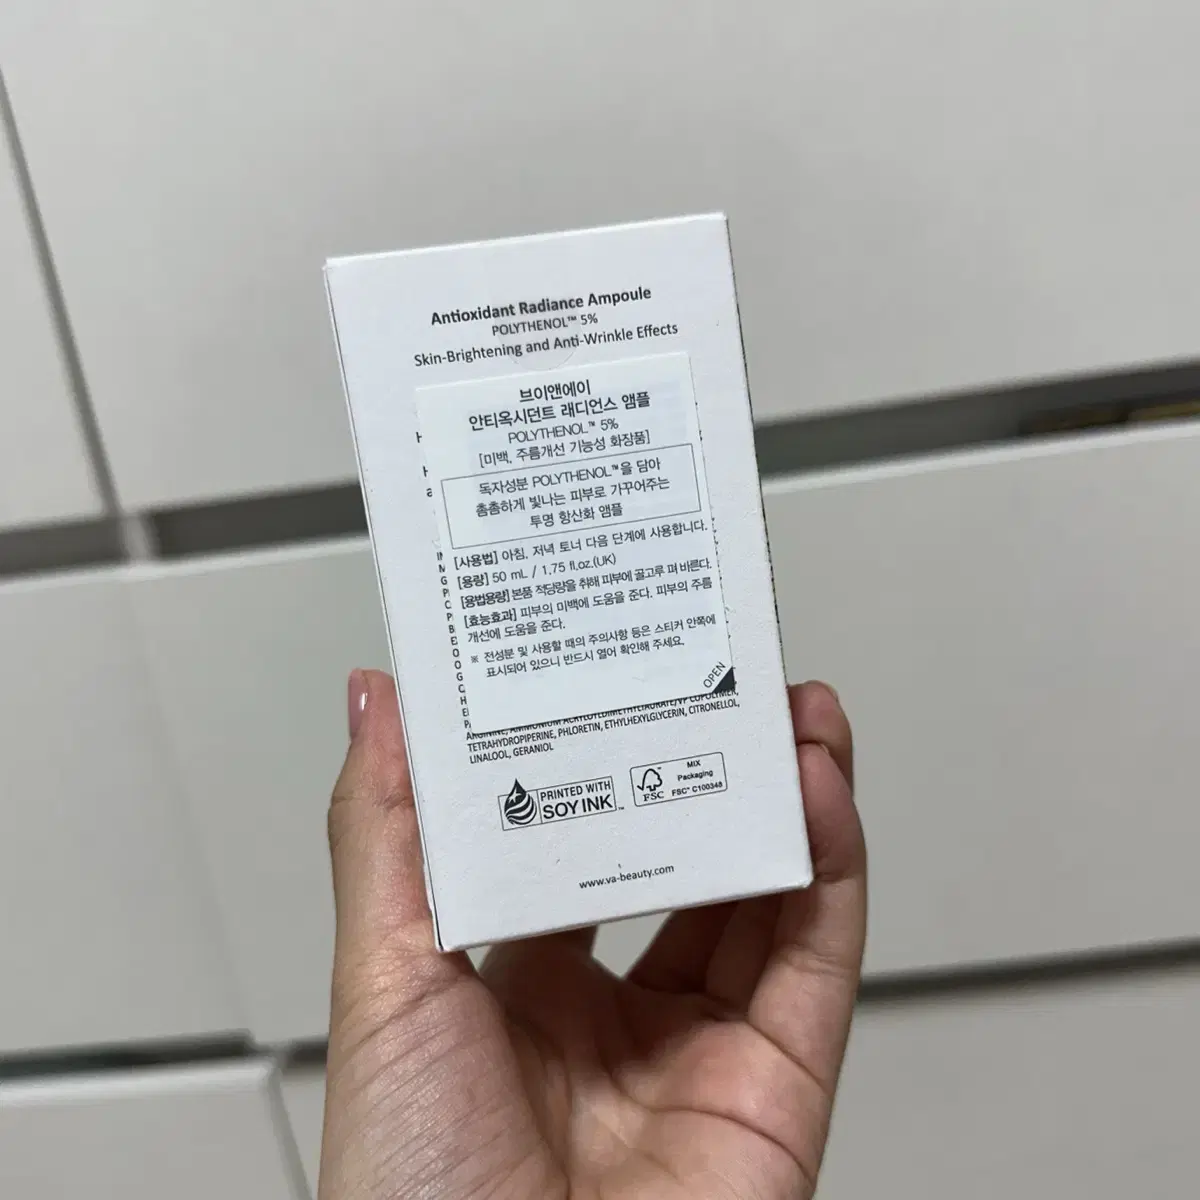 Antioxidant Radiance Ampoule
POLYTHENOL™ 5%
Skin-Brightening and Anti-Wrinkle Effects
브이앤에이
안티옥시던트 래디언스 앰플
POLYTHENOL™ 5%
[미백, 주름개선 기능성 화장품]
독자성분 POLYTHENOL™을 담아
촘촘하게 빛나는 피부로 가꾸어주는
투명 항산화 앰플
[사용법] 아침, 저녁 토너 다음 단계에 사용합니다.
[용량] 50 mL / 1.75 fl.oz.(UK)
[용법용량] 본품 적당량을 취해 피부에 골고루 펴 바른다.
[효능효과] 피부의 미백에 도움을 준다. 피부의 주름
개선에 도움을 준다.
※ 전성분 및 사용할 때의 주의사항 등은 스티커 안쪽에
표시되어 있으니 반드시 열어 확인해 주세요.
OPEN
ARGININE, AMMONIUM ACRYLOYLDIMETHYLTAURATE/VP COPOLYMER,
TETRAHYDROPIPERINE, PHLORETIN, ETHYLHEXYLGLYCERIN, CITRONELLOL,
LINALOOL, GERANIOL
PRINTED WITH
SOY INK™
FSC
MIX
Packaging
FSC® C100348
www.va-beauty.com